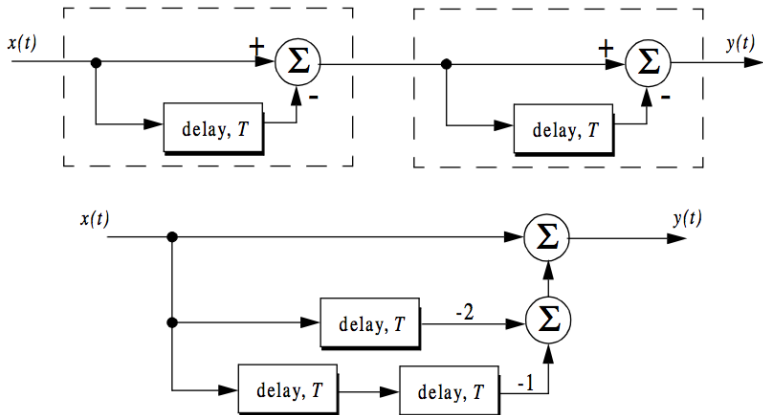 x(t) + Σ - delay, T + Σ - delay, T y(t)
x(t) Σ y(t)
delay, T -2 Σ
delay, T delay, T -1